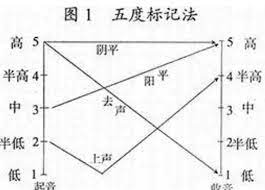 图 1 五度标记法
高 5 阴平 5 高
半高 4 阳平 4 半高
中 3 去声 3 中
半低 2 上声 2 半低
低 1 1 低
起音 收音